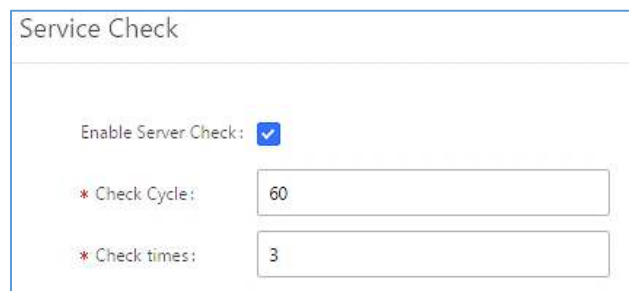 Service Check
Enable Server Check:
* Check Cycle: 60
* Check times: 3